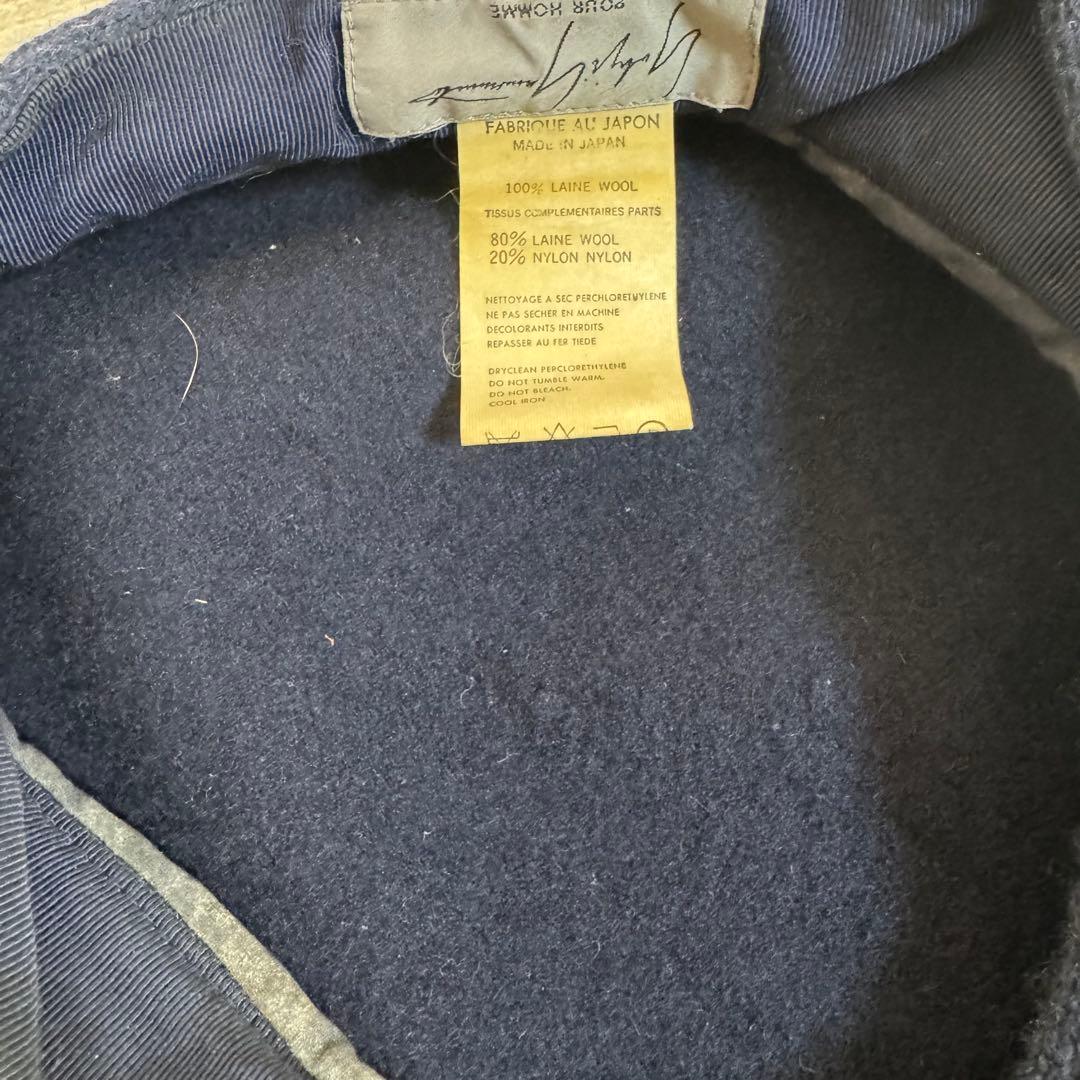 POUR HOMME
Yohji Yamamoto
FABRIQUE AU JAPON
MADE IN JAPAN
100% LAINE WOOL
TISSUS COMPLEMENTAIRES PARTS
80% LAINE WOOL
20% NYLON NYLON
NETTOYAGE A SEC PERCHLORETHYLENE
NE PAS SECHER EN MACHINE
DECOLORANTS INTERDITS
REPASSER AU FER TIEDE
DRYCLEAN PERCLORETHYLENE
DO NOT TUMBLE WARM.
DO NOT BLEACH.
COOL IRON